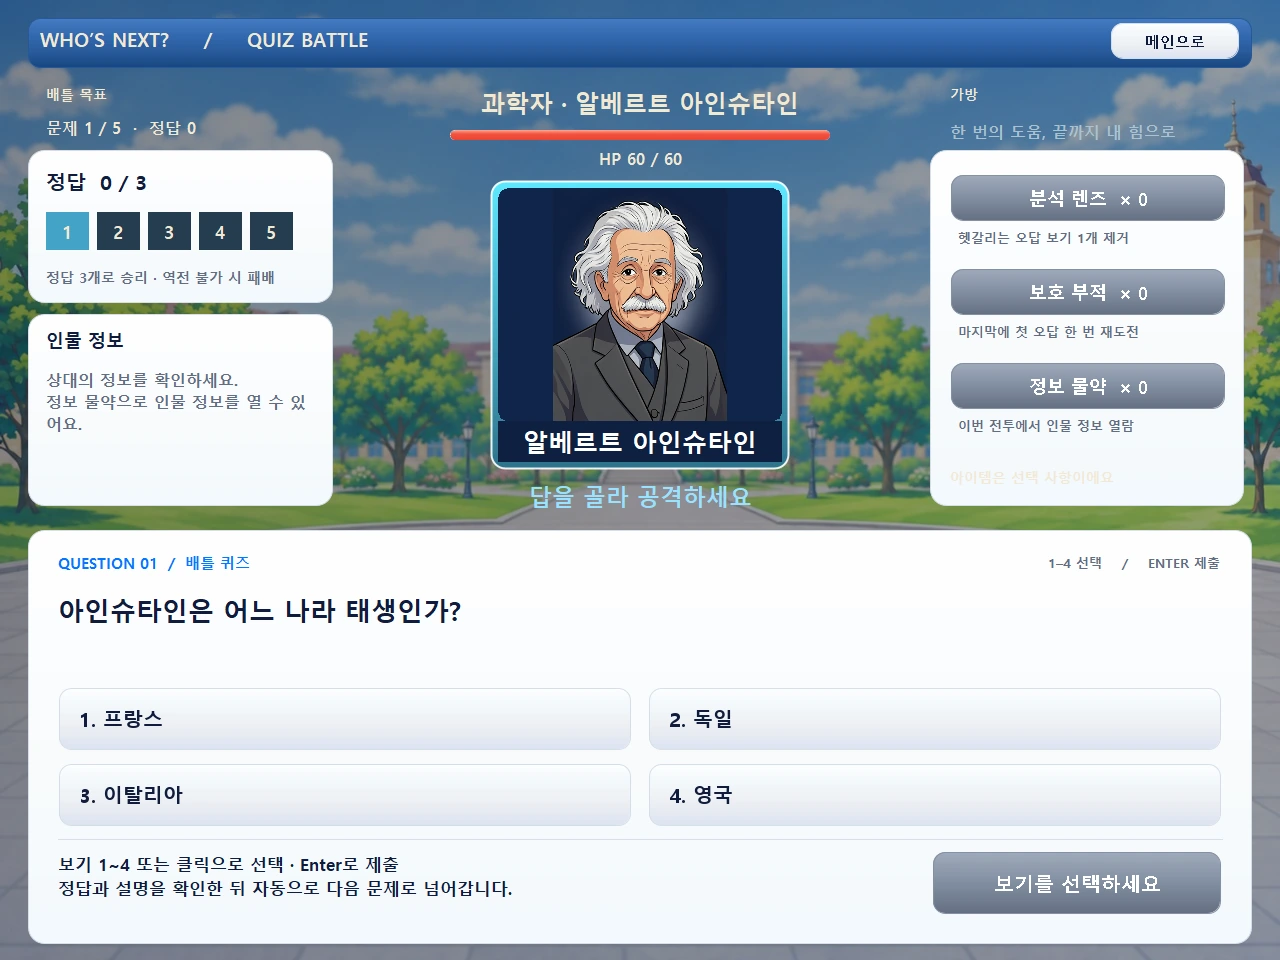 WHO'S NEXT? / QUIZ BATTLE
메인으로
배틀 목표
문제 1 / 5 · 정답 0
정답 0 / 3
1 2 3 4 5
정답 3개로 승리 · 역전 불가 시 패배
인물 정보
상대의 정보를 확인하세요.
정보 물약으로 인물 정보를 열 수 있
어요.
과학자 · 알베르트 아인슈타인
HP 60 / 60
알베르트 아인슈타인
답을 골라 공격하세요
가방
한 번의 도움, 끝까지 내 힘으로
분석 렌즈 × 0
헷갈리는 오답 보기 1개 제거
보호 부적 × 0
마지막에 첫 오답 한 번 재도전
정보 물약 × 0
이번 전투에서 인물 정보 열람
아이템은 선택 사항이에요
QUESTION 01 / 배틀 퀴즈
1–4 선택 / ENTER 제출
아인슈타인은 어느 나라 태생인가?
1. 프랑스
2. 독일
3. 이탈리아
4. 영국
보기 1~4 또는 클릭으로 선택 · Enter로 제출
정답과 설명을 확인한 뒤 자동으로 다음 문제로 넘어갑니다.
보기를 선택하세요